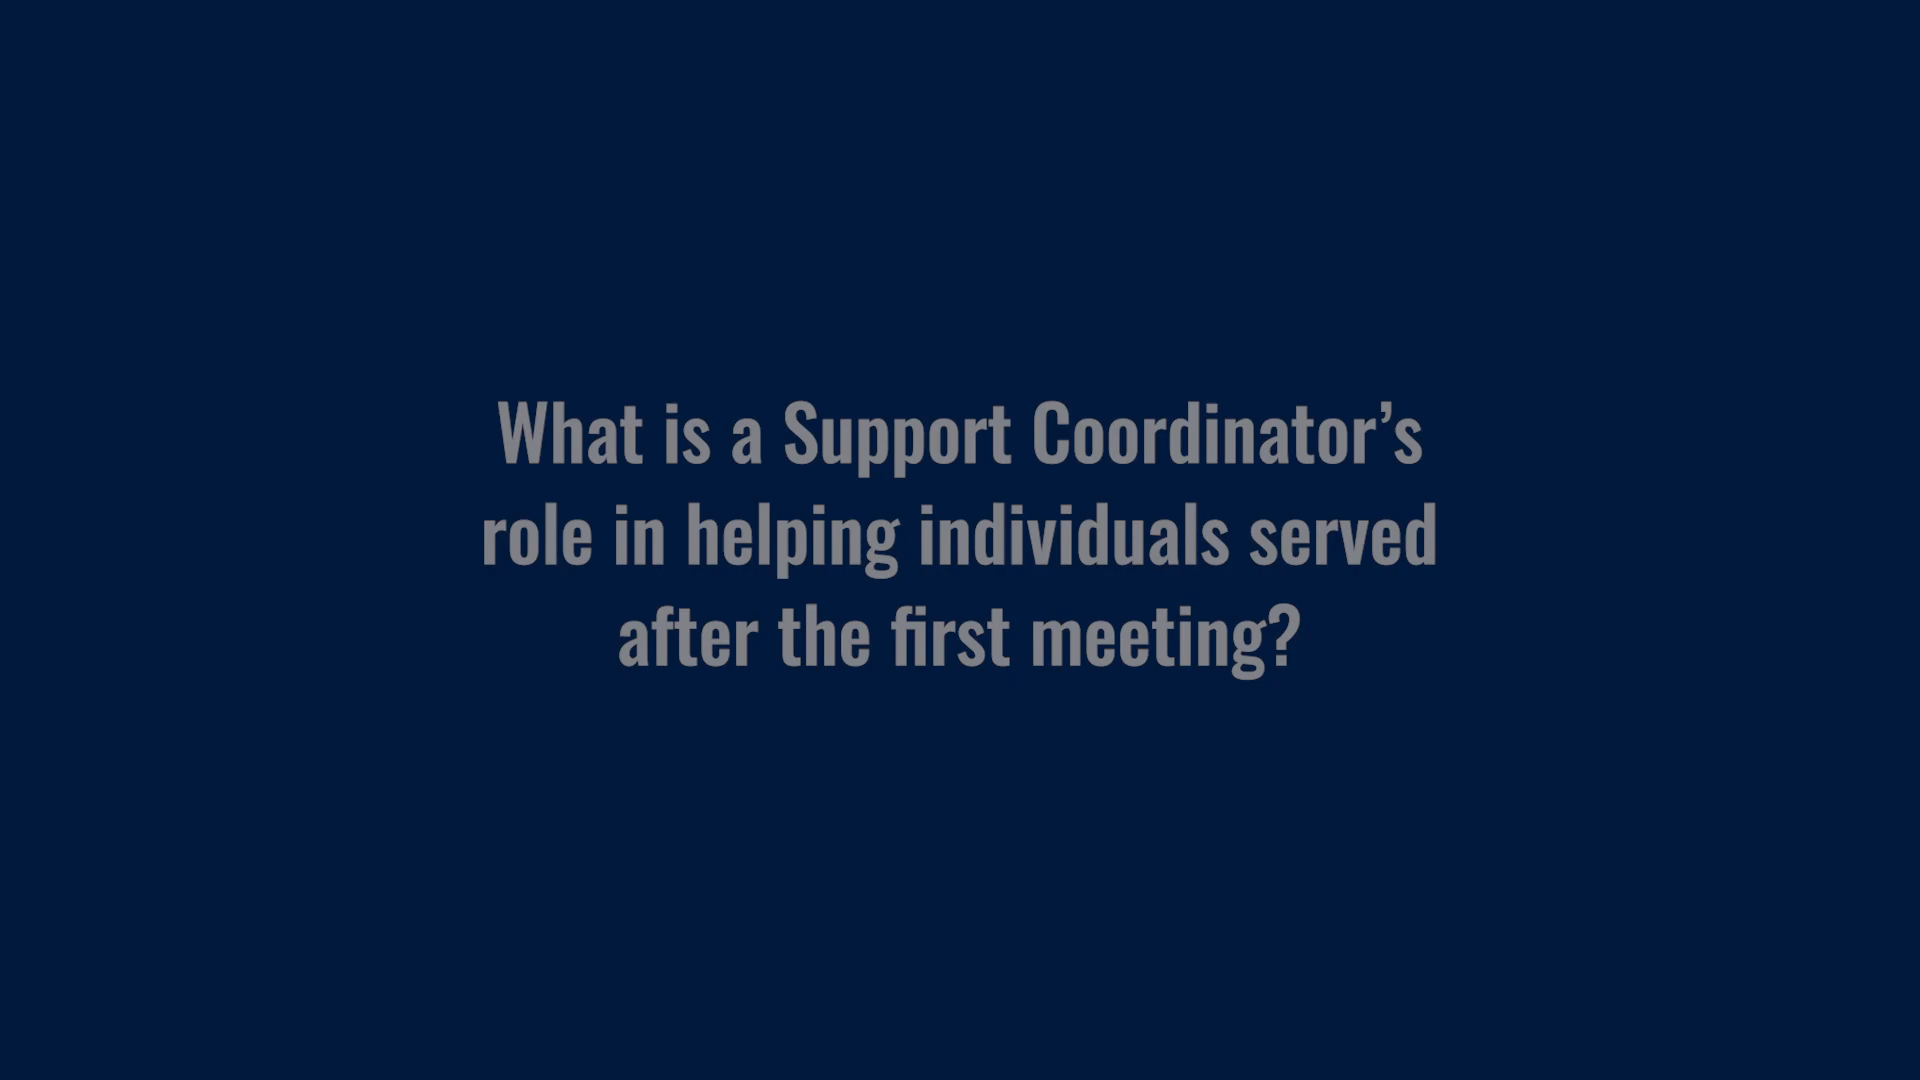 What is a Support Coordinator’s
role in helping individuals served
after the first meeting?